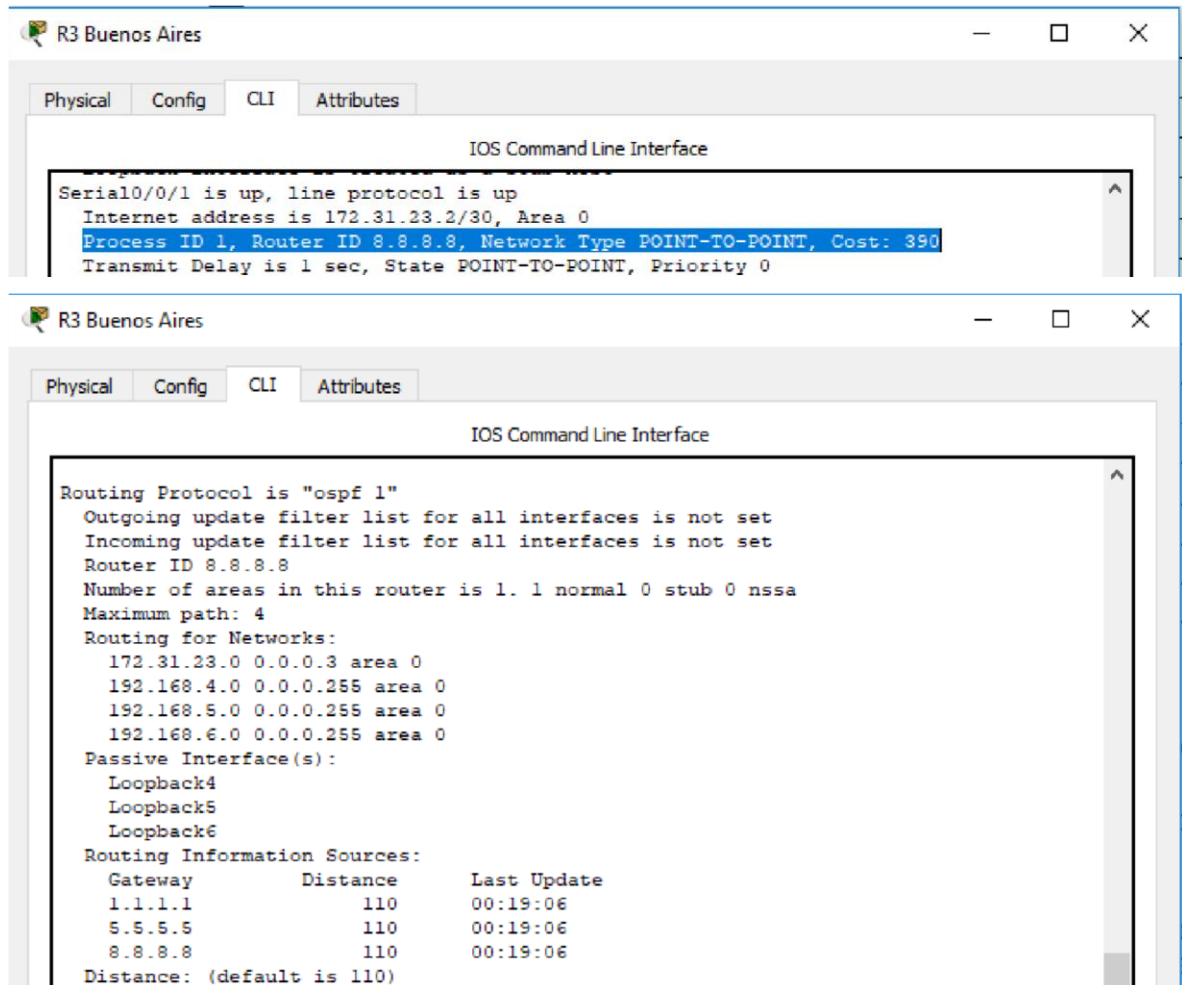 R3 Buenos Aires
Physical Config CLI Attributes
IOS Command Line Interface
Serial0/0/1 is up, line protocol is up
Internet address is 172.31.23.2/30, Area 0
Process ID 1, Router ID 8.8.8.8, Network Type POINT-TO-POINT, Cost: 390
Transmit Delay is 1 sec, State POINT-TO-POINT, Priority 0
R3 Buenos Aires
Physical Config CLI Attributes
IOS Command Line Interface
Routing Protocol is "ospf 1"
Outgoing update filter list for all interfaces is not set
Incoming update filter list for all interfaces is not set
Router ID 8.8.8.8
Number of areas in this router is 1. 1 normal 0 stub 0 nssa
Maximum path: 4
Routing for Networks:
172.31.23.0 0.0.0.3 area 0
192.168.4.0 0.0.0.255 area 0
192.168.5.0 0.0.0.255 area 0
192.168.6.0 0.0.0.255 area 0
Passive Interface(s):
Loopback4
Loopback5
Loopback6
Routing Information Sources:
Gateway Distance Last Update
1.1.1.1 110 00:19:06
5.5.5.5 110 00:19:06
8.8.8.8 110 00:19:06
Distance: (default is 110)